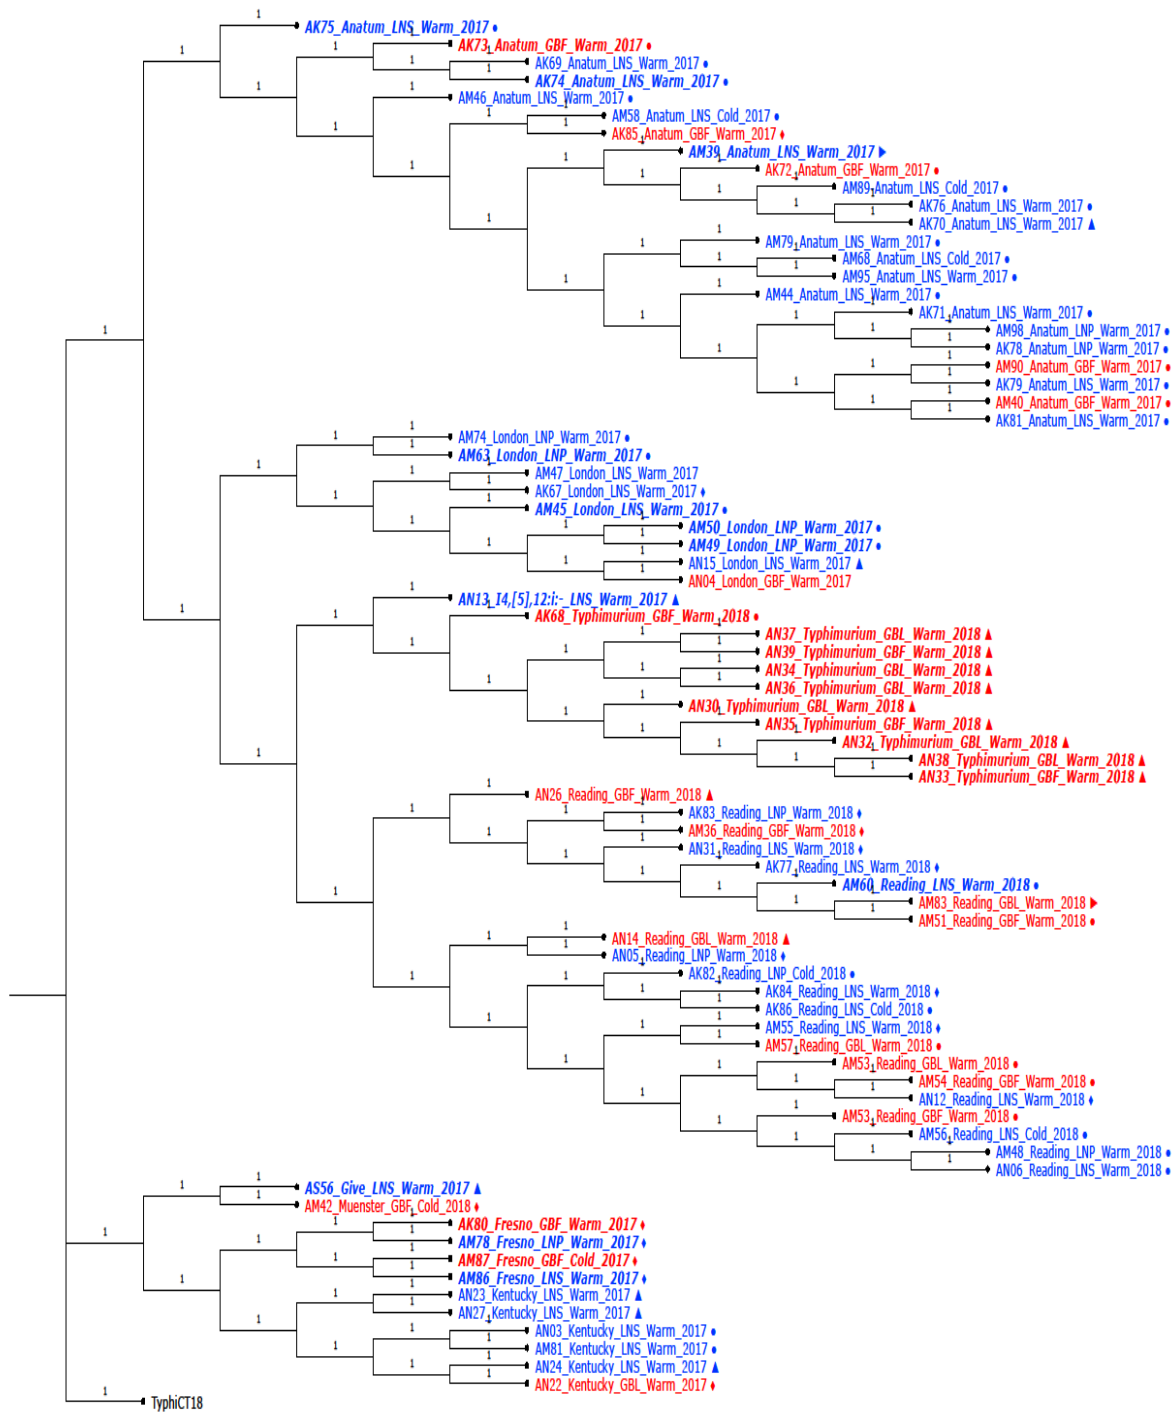 AK75_Anatum_LNS_Warm_2017
AK73_Anatum_GBF_Warm_2017
AK69_Anatum_LNS_Warm_2017
AK74_Anatum_LNS_Warm_2017
AM46_Anatum_LNS_Warm_2017
AM58_Anatum_LNS_Cold_2017
AK85_Anatum_GBF_Warm_2017
AM39_Anatum_LNS_Warm_2017
AK72_Anatum_GBF_Warm_2017
AM89_Anatum_LNS_Cold_2017
AK76_Anatum_LNS_Warm_2017
AK70_Anatum_LNS_Warm_2017
AM79_Anatum_LNS_Warm_2017
AM68_Anatum_LNS_Cold_2017
AM95_Anatum_LNS_Warm_2017
AM44_Anatum_LNS_Warm_2017
AK71_Anatum_LNS_Warm_2017
AM98_Anatum_LNP_Warm_2017
AK78_Anatum_LNP_Warm_2017
AM90_Anatum_GBF_Warm_2017
AK79_Anatum_LNS_Warm_2017
AM40_Anatum_GBF_Warm_2017
AK81_Anatum_LNS_Warm_2017
AM74_London_LNP_Warm_2017
AM63_London_LNP_Warm_2017
AM47_London_LNS_Warm_2017
AK67_London_LNS_Warm_2017
AM45_London_LNS_Warm_2017
AM50_London_LNP_Warm_2017
AM49_London_LNP_Warm_2017
AN15_London_LNS_Warm_2017
AN04_London_GBF_Warm_2017
AN13_I4,[5],12:i:-_LNS_Warm_2017
AK68_Typhimurium_GBF_Warm_2018
AN37_Typhimurium_GBL_Warm_2018
AN39_Typhimurium_GBF_Warm_2018
AN34_Typhimurium_GBL_Warm_2018
AN36_Typhimurium_GBL_Warm_2018
AN30_Typhimurium_GBL_Warm_2018
AN35_Typhimurium_GBF_Warm_2018
AN32_Typhimurium_GBL_Warm_2018
AN38_Typhimurium_GBL_Warm_2018
AN33_Typhimurium_GBF_Warm_2018
AN26_Reading_GBF_Warm_2018
AK83_Reading_LNP_Warm_2018
AM36_Reading_GBF_Warm_2018
AN31_Reading_LNS_Warm_2018
AK77_Reading_LNS_Warm_2018
AM60_Reading_LNS_Warm_2018
AM83_Reading_GBL_Warm_2018
AM51_Reading_GBF_Warm_2018
AN14_Reading_GBL_Warm_2018
AN05_Reading_LNP_Warm_2018
AK82_Reading_LNP_Cold_2018
AK84_Reading_LNS_Warm_2018
AK86_Reading_LNS_Cold_2018
AM55_Reading_LNS_Warm_2018
AM57_Reading_GBL_Warm_2018
AM53_Reading_GBL_Warm_2018
AM54_Reading_GBF_Warm_2018
AN12_Reading_LNS_Warm_2018
AM53_Reading_GBF_Warm_2018
AM56_Reading_LNS_Cold_2018
AM48_Reading_LNP_Warm_2018
AN06_Reading_LNS_Warm_2018
AS56_Give_LNS_Warm_2017
AM42_Muenster_GBF_Cold_2018
AK80_Fresno_GBF_Warm_2017
AM78_Fresno_LNP_Warm_2017
AM87_Fresno_GBF_Cold_2017
AM86_Fresno_LNS_Warm_2017
AN23_Kentucky_LNS_Warm_2017
AN27_Kentucky_LNS_Warm_2017
AN03_Kentucky_LNS_Warm_2017
AM81_Kentucky_LNS_Warm_2017
AN24_Kentucky_LNS_Warm_2017
AN22_Kentucky_GBL_Warm_2017
1 TyphiCT18